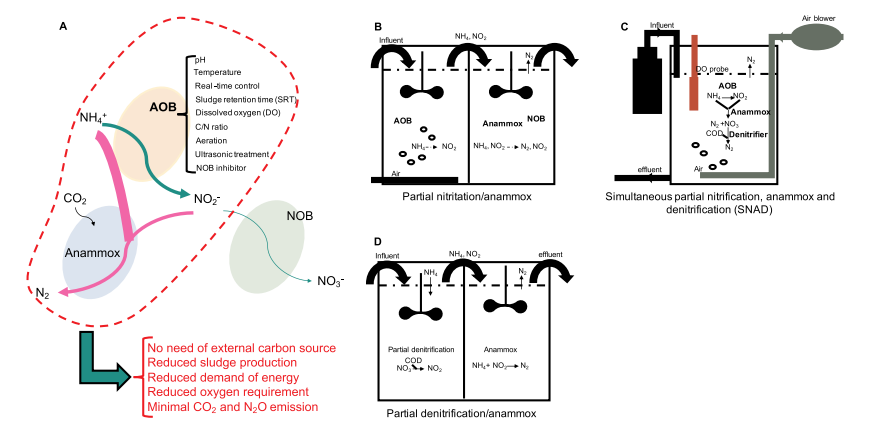 A
pH
Temperature
Real-time control
Sludge retention time (SRT)
Dissolved oxygen (DO)
C/N ratio
Aeration
Ultrasonic treatment
NOB inhibitor
AOB
NH₄⁺
NO₂⁻
CO₂
NOB
Anammox
N₂
NO₃⁻
No need of external carbon source
Reduced sludge production
Reduced demand of energy
Reduced oxygen requirement
Minimal CO₂ and N₂O emission
B
Influent
NH₄, NO₂
N₂
AOB
Anammox NOB
NH₄ NO₂
NH₄, NO₂ N₂, NO₂
Air
Partial nitritation/anammox
C
Influent
Air blower
N₂
DO probe
AOB
NH₄ NO₂
Anammox
N₂ +NO₃
COD Denitrifier
N₂
Air
effluent
Simultaneous partial nitrification, anammox and
denitrification (SNAD)
D
Influent
NH₄, NO₂
effluent
NH₄
N₂
Partial denitrification
COD
NO₃ NO₂
Anammox
NH₄+ NO₂ N₂
Partial denitrification/anammox